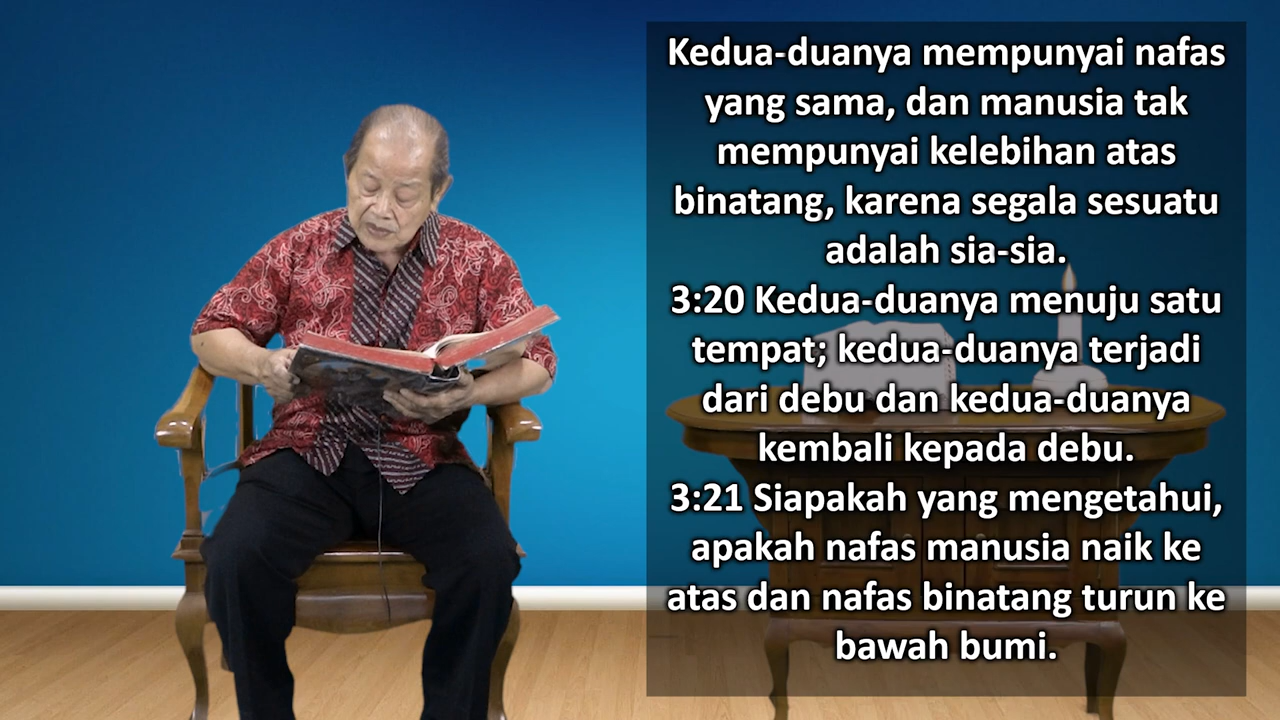 Kedua-duanya mempunyai nafas
yang sama, dan manusia tak
mempunyai kelebihan atas
binatang, karena segala sesuatu
adalah sia-sia.
3:20 Kedua-duanya menuju satu
tempat; kedua-duanya terjadi
dari debu dan kedua-duanya
kembali kepada debu.
3:21 Siapakah yang mengetahui,
apakah nafas manusia naik ke
atas dan nafas binatang turun ke
bawah bumi.